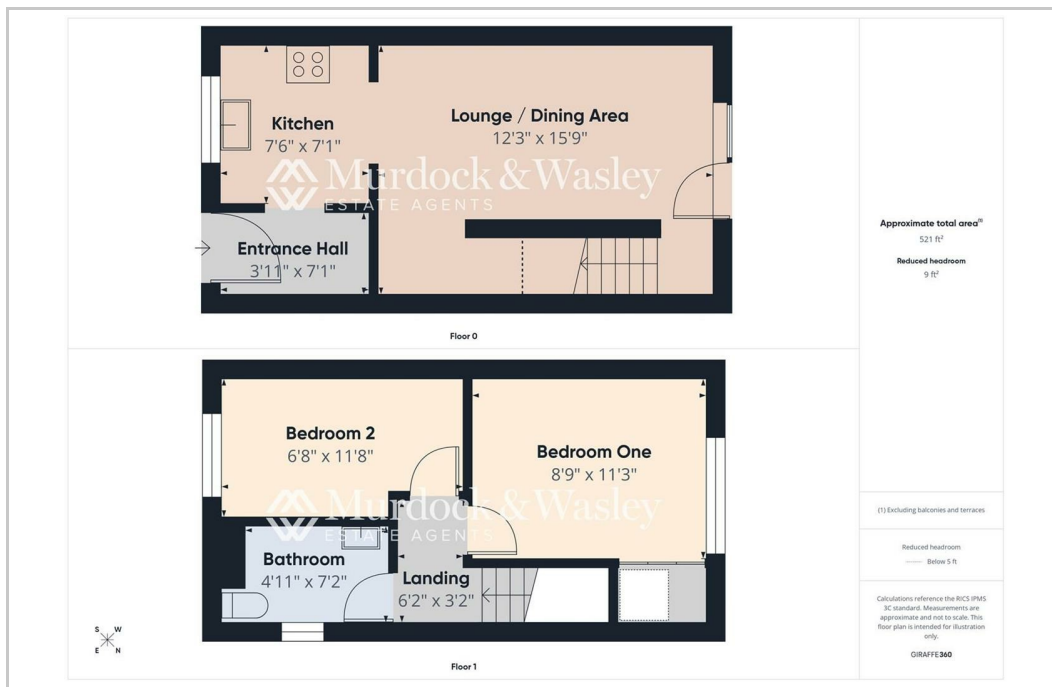 Kitchen
7'6" x 7'1"
Lounge / Dining Area
12'3" x 15'9"
Murdock & Wasley
ESTATE AGENTS
Entrance Hall
3'11" x 7'1"
Floor 0
Approximate total area(1)
521 ft²
Reduced headroom
9 ft²
Bedroom 2
6'8" x 11'8"
Bedroom One
8'9" x 11'3"
Murdock & Wasley
ESTATE AGENTS
Bathroom
4'11" x 7'2"
Landing
6'2" x 3'2"
S W
E N
Floor 1
(1) Excluding balconies and terraces
Reduced headroom
Below 5 ft
Calculations reference the RICS IPMS
3C standard. Measurements are
approximate and not to scale. This
floor plan is intended for illustration
only.
GIRAFFE360